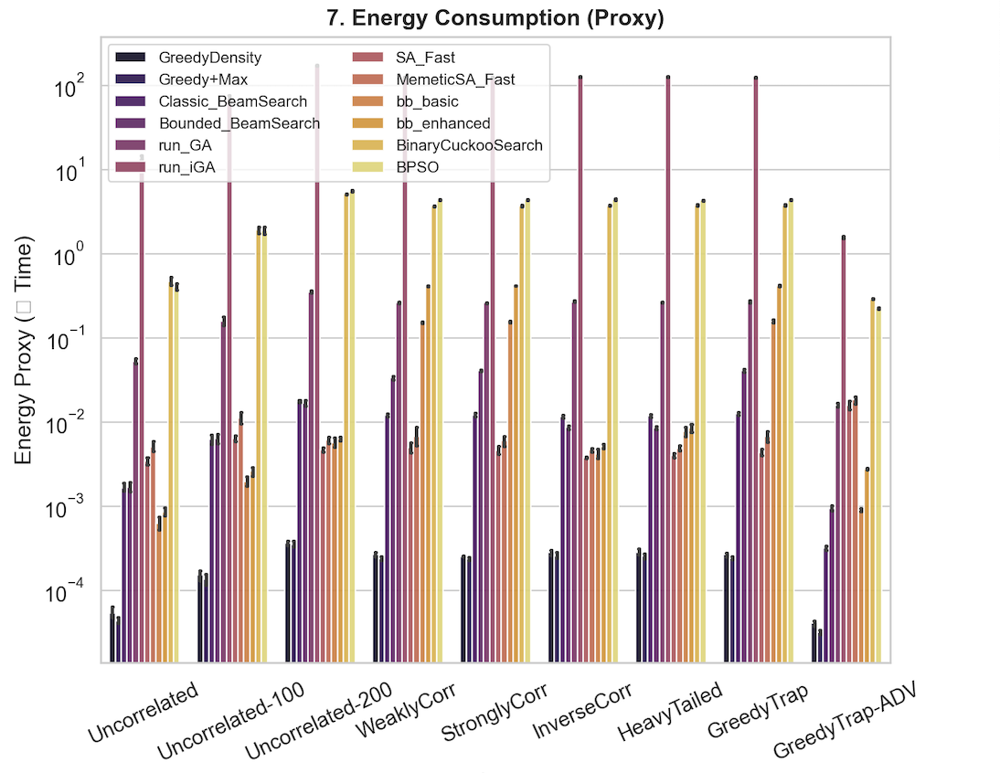 7. Energy Consumption (Proxy)
GreedyDensity
Greedy+Max
Classic_BeamSearch
Bounded_BeamSearch
run_GA
run_iGA
SA_Fast
MemeticSA_Fast
bb_basic
bb_enhanced
BinaryCuckooSearch
BPSO
Energy Proxy (□ Time)
10²
10¹
10⁰
10⁻¹
10⁻²
10⁻³
10⁻⁴
Uncorrelated
Uncorrelated-100
Uncorrelated-200
WeaklyCorr
StronglyCorr
InverseCorr
HeavyTailed
GreedyTrap
GreedyTrap-ADV